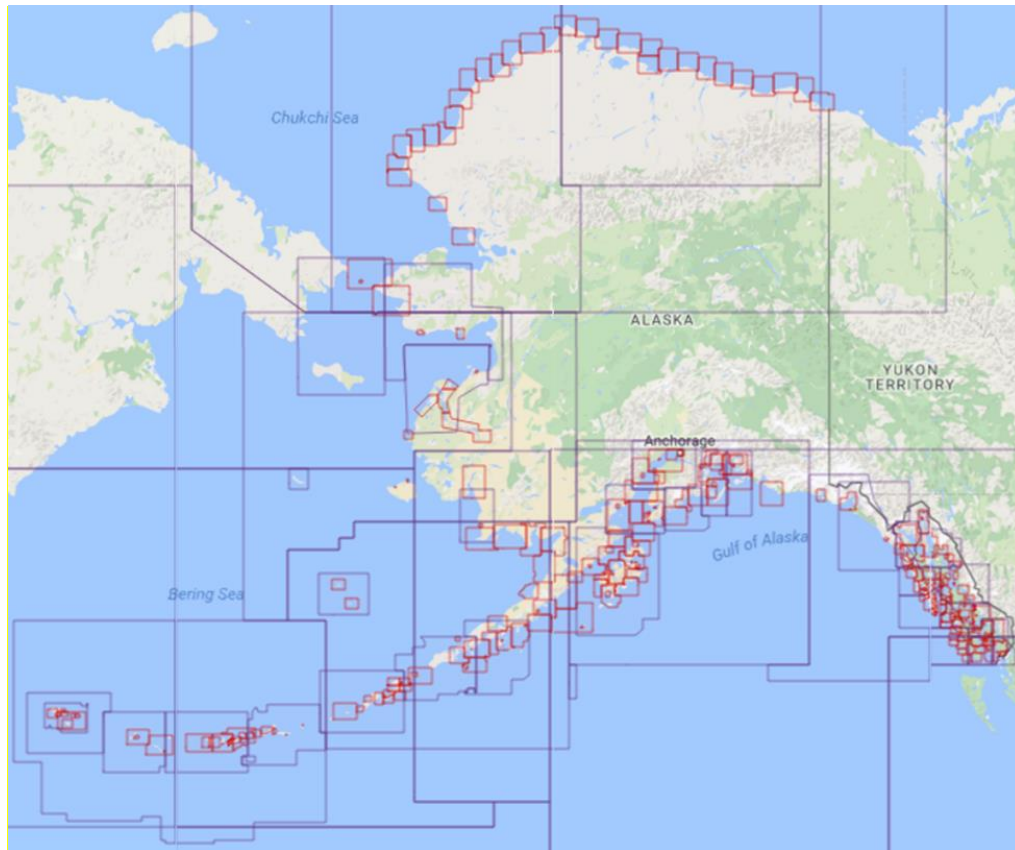 Chukchi Sea
ALASKA
YUKON
TERRITORY
Anchorage
Gulf of Alaska
Bering Sea